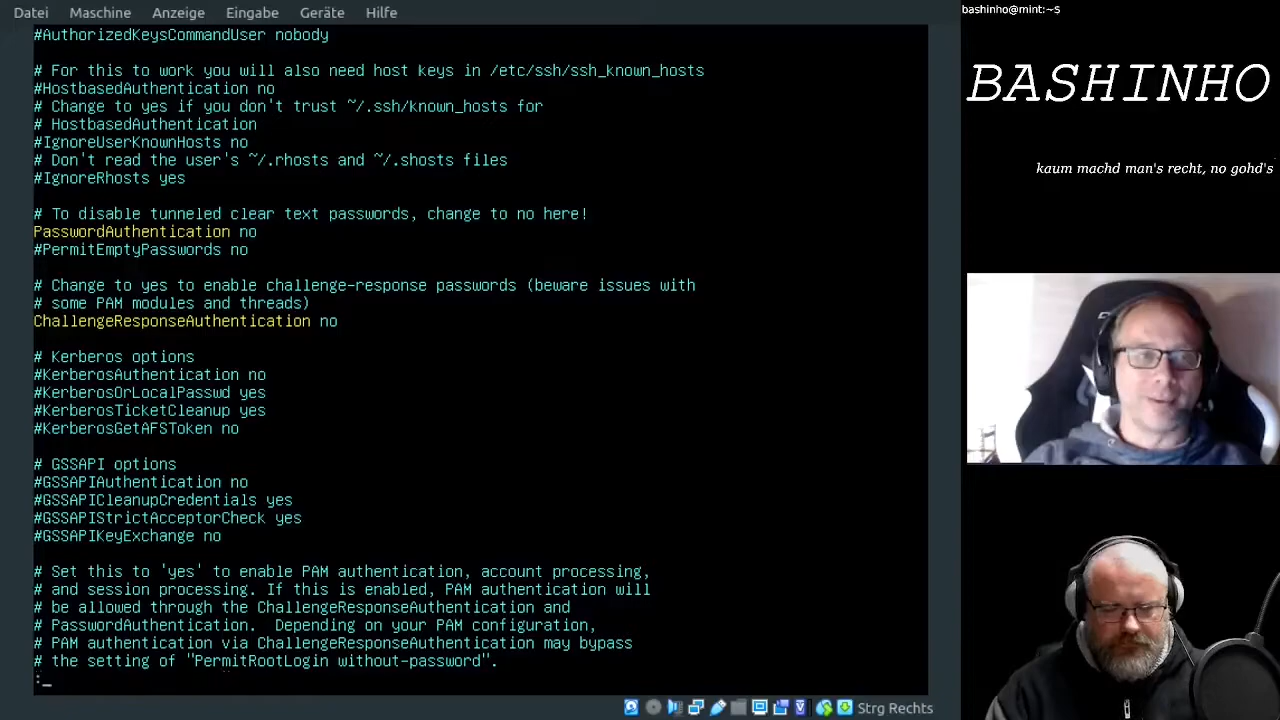 Datei Maschine Anzeige Eingabe Geräte Hilfe
#AuthorizedKeysCommandUser nobody
# For this to work you will also need host keys in /etc/ssh/ssh_known_hosts
#HostbasedAuthentication no
# Change to yes if you don't trust ~/.ssh/known_hosts for
# HostbasedAuthentication
#IgnoreUserKnownHosts no
# Don't read the user's ~/.rhosts and ~/.shosts files
#IgnoreRhosts yes
# To disable tunneled clear text passwords, change to no here!
PasswordAuthentication no
#PermitEmptyPasswords no
# Change to yes to enable challenge-response passwords (beware issues with
# some PAM modules and threads)
ChallengeResponseAuthentication no
# Kerberos options
#KerberosAuthentication no
#KerberosOrLocalPasswd yes
#KerberosTicketCleanup yes
#KerberosGetAFSToken no
# GSSAPI options
#GSSAPIAuthentication no
#GSSAPICleanupCredentials yes
#GSSAPIStrictAcceptorCheck yes
#GSSAPIKeyExchange no
# Set this to 'yes' to enable PAM authentication, account processing,
# and session processing. If this is enabled, PAM authentication will
# be allowed through the ChallengeResponseAuthentication and
# PasswordAuthentication.  Depending on your PAM configuration,
# PAM authentication via ChallengeResponseAuthentication may bypass
# the setting of "PermitRootLogin without-password".
:_
Strg Rechts
bashinho@mint:~$
BASHINHO
kaum machd man's recht, no gohd's